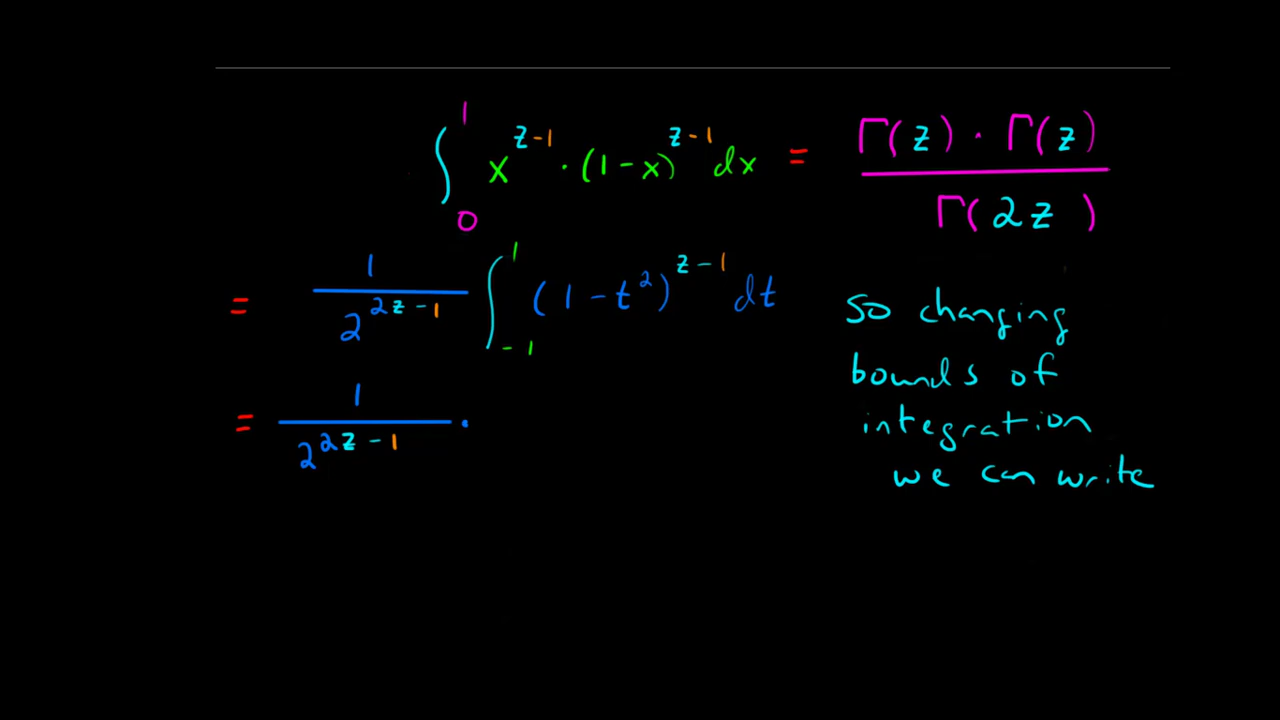 ∫₀¹ x^{z-1} · (1-x)^{z-1} dx = Γ(z) · Γ(z) / Γ(2z)
= 1/2^{2z-1} ∫₋₁¹ (1-t²)^{z-1} dt
= 1/2^{2z-1} ·
so changing
bounds of
integration
we can write